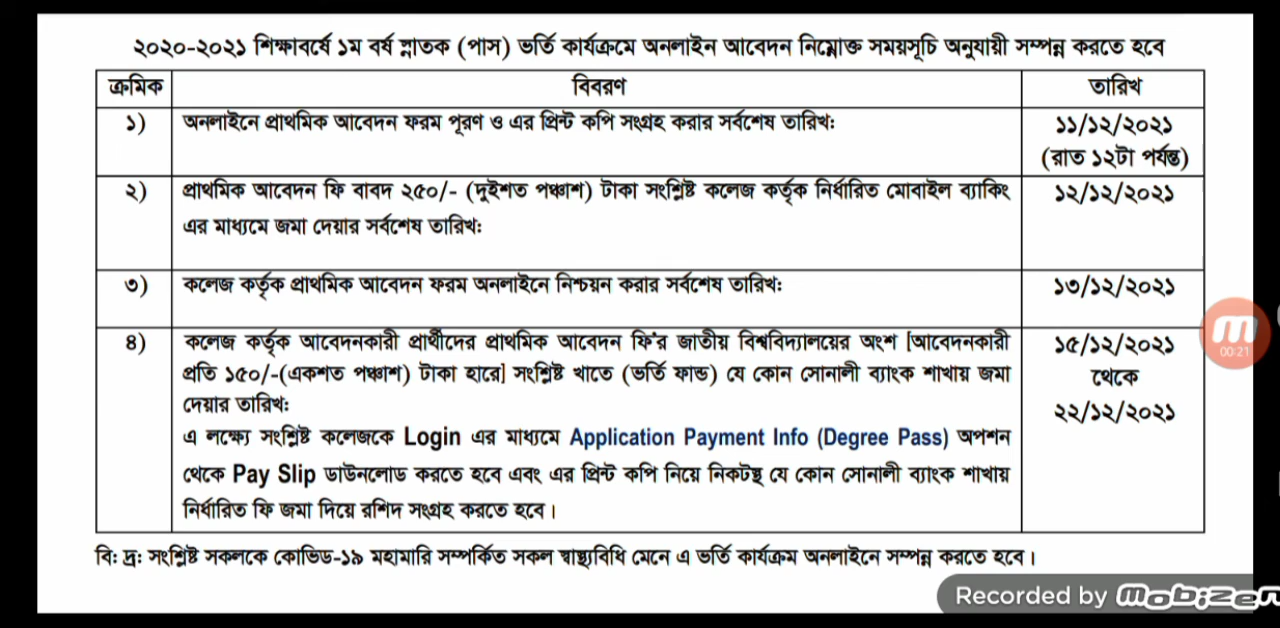 ২০২০-২০২১ শিক্ষাবর্ষে ১ম বর্ষ স্নাতক (পাস) ভর্তি কার্যক্রমে অনলাইন আবেদন নিম্নোক্ত সময়সূচি অনুযায়ী সম্পন্ন করতে হবে
ক্রমিক বিবরণ তারিখ
১) অনলাইনে প্রাথমিক আবেদন ফরম পূরণ ও এর প্রিন্ট কপি সংগ্রহ করার সর্বশেষ তারিখঃ ১১/১২/২০২১
(রাত ১২টা পর্যন্ত)
২) প্রাথমিক আবেদন ফি বাবদ ২৫০/- (দুইশত পঞ্চাশ) টাকা সংশ্লিষ্ট কলেজ কর্তৃক নির্ধারিত মোবাইল ব্যাকিং ১২/১২/২০২১
এর মাধ্যমে জমা দেয়ার সর্বশেষ তারিখঃ
৩) কলেজ কর্তৃক প্রাথমিক আবেদন ফরম অনলাইনে নিশ্চয়ন করার সর্বশেষ তারিখঃ ১৩/১২/২০২১
৪) কলেজ কর্তৃক আবেদনকারী প্রার্থীদের প্রাথমিক আবেদন ফি'র জাতীয় বিশ্ববিদ্যালয়ের অংশ [আবেদনকারী ১৫/১২/২০২১
প্রতি ১৫০/-(একশত পঞ্চাশ) টাকা হারে] সংশ্লিষ্ট খাতে (ভর্তি ফান্ড) যে কোন সোনালী ব্যাংক শাখায় জমা থেকে
দেয়ার তারিখঃ ২২/১২/২০২১
এ লক্ষ্যে সংশ্লিষ্ট কলেজকে Login এর মাধ্যমে Application Payment Info (Degree Pass) অপশন
থেকে Pay Slip ডাউনলোড করতে হবে এবং এর প্রিন্ট কপি নিয়ে নিকটস্থ যে কোন সোনালী ব্যাংক শাখায়
নির্ধারিত ফি জমা দিয়ে রশিদ সংগ্রহ করতে হবে।
বিঃ দ্রঃ সংশ্লিষ্ট সকলকে কোভিড-১৯ মহামারি সম্পর্কিত সকল স্বাস্থ্যবিধি মেনে এ ভর্তি কার্যক্রম অনলাইনে সম্পন্ন করতে হবে।
00:21
Recorded by mobizen